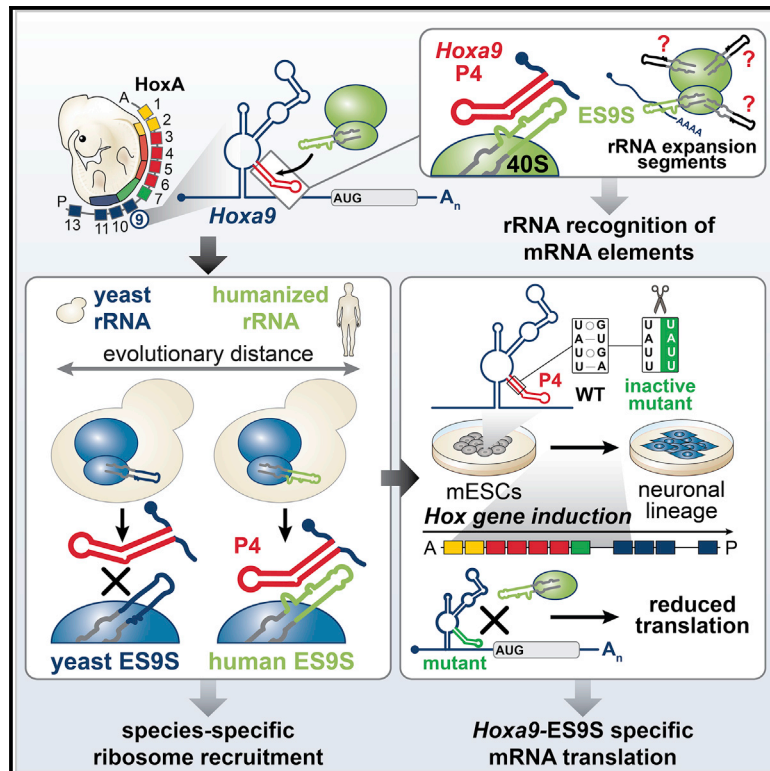 HoxA
A
1
2
3
4
5
6
7
P
13
11
10
9
Hoxa9
AUG
An
Hoxa9
P4
ES9S
40S
?
?
?
AAAA
rRNA expansion
segments
rRNA recognition of
mRNA elements
yeast
rRNA
humanized
rRNA
evolutionary distance
P4
yeast ES9S
human ES9S
species-specific
ribosome recruitment
P4
U G
A U
U G
U A
WT
U U
A A
U U
U U
inactive
mutant
mESCs
neuronal
lineage
Hox gene induction
A
P
mutant
AUG
An
reduced
translation
Hoxa9-ES9S specific
mRNA translation